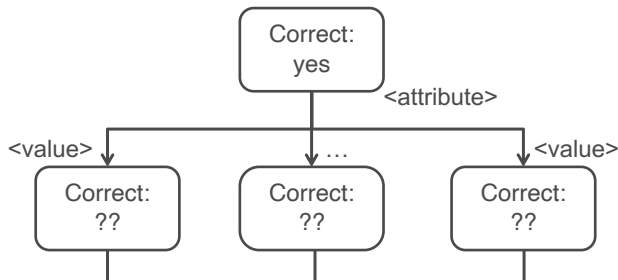 Correct:
yes
<attribute>
<value>
…
<value>
Correct:
??
Correct:
??
Correct:
??